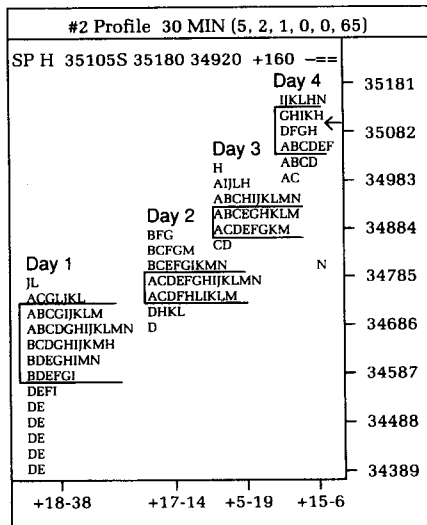 #2 Profile 30 MIN (5, 2, 1, 0, 0, 65)
SP H 35105S 35180 34920 +160 -==
Day 4
IJKLHN
GHIKH
DFGH
ABCDEF
ABCD
AC
Day 3
H
AIJLH
ABCHIJKLMN
ABCEGHKLM
ACDEFGKM
CD
N
Day 2
BFG
BCFGM
BCEFGIKMN
ACDEFGHIJKLMN
ACDFHLIKLM
DHKL
D
Day 1
JL
ACGLJKL
ABCGIJKLM
ABCDGHIJKLMN
BCDGHIJKMH
BDEGHIMN
BDEFGI
DEFI
DE
DE
DE
DE
DE
35181
35082
34983
34884
34785
34686
34587
34488
34389
+18-38
+17-14
+5-19
+15-6